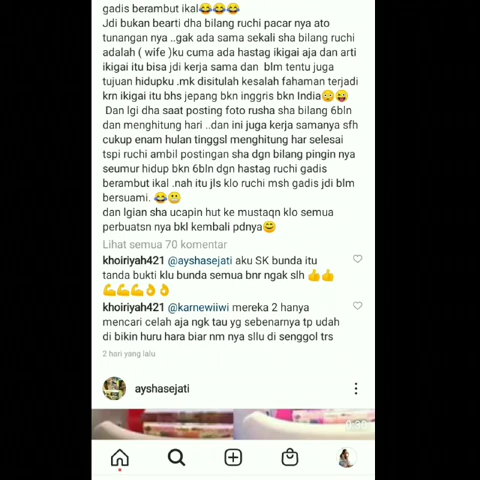 gadis berambut ikal😂😂😂
Jdi bukan bearti dha bilang ruchi pacar nya ato
tunangan nya ..gak ada sama sekali sha bilang ruchi
adalah ( wife )ku cuma ada hastag ikigai aja dan arti
ikigai itu bisa jdi kerja sama dan  blm tentu juga
tujuan hidupku .mk disitulah kesalah fahaman terjadi
krn ikigai itu bhs jepang bkn inggris bkn India😳😜
Dan lgi dha saat posting foto rusha sha bilang 6bln
dan menghitung hari ..dan ini juga kerja samanya sfh
cukup enam hulan tinggsl menghitung har selesai
tspi ruchi ambil postingan sha dgn bilang pingin nya
seumur hidup bkn 6bln dgn hastag ruchi gadis
berambut ikal .nah itu jls klo ruchi msh gadis jdi blm
bersuami. 😂😬
dan lgian sha ucapin hut ke mustaqn klo semua
perbuatsn nya bkl kembali pdnya😊
Lihat semua 70 komentar
khoiriyah421 @ayshasejati aku SK bunda itu
tanda bukti klu bunda semua bnr ngak slh 👍👍
💪💪💪👌👌
khoiriyah421 @karnewiiwi mereka 2 hanya
mencari celah aja ngk tau yg sebenarnya tp udah
di bikin huru hara biar nm nya sllu di senggol trs
2 hari yang lalu
ayshasejati